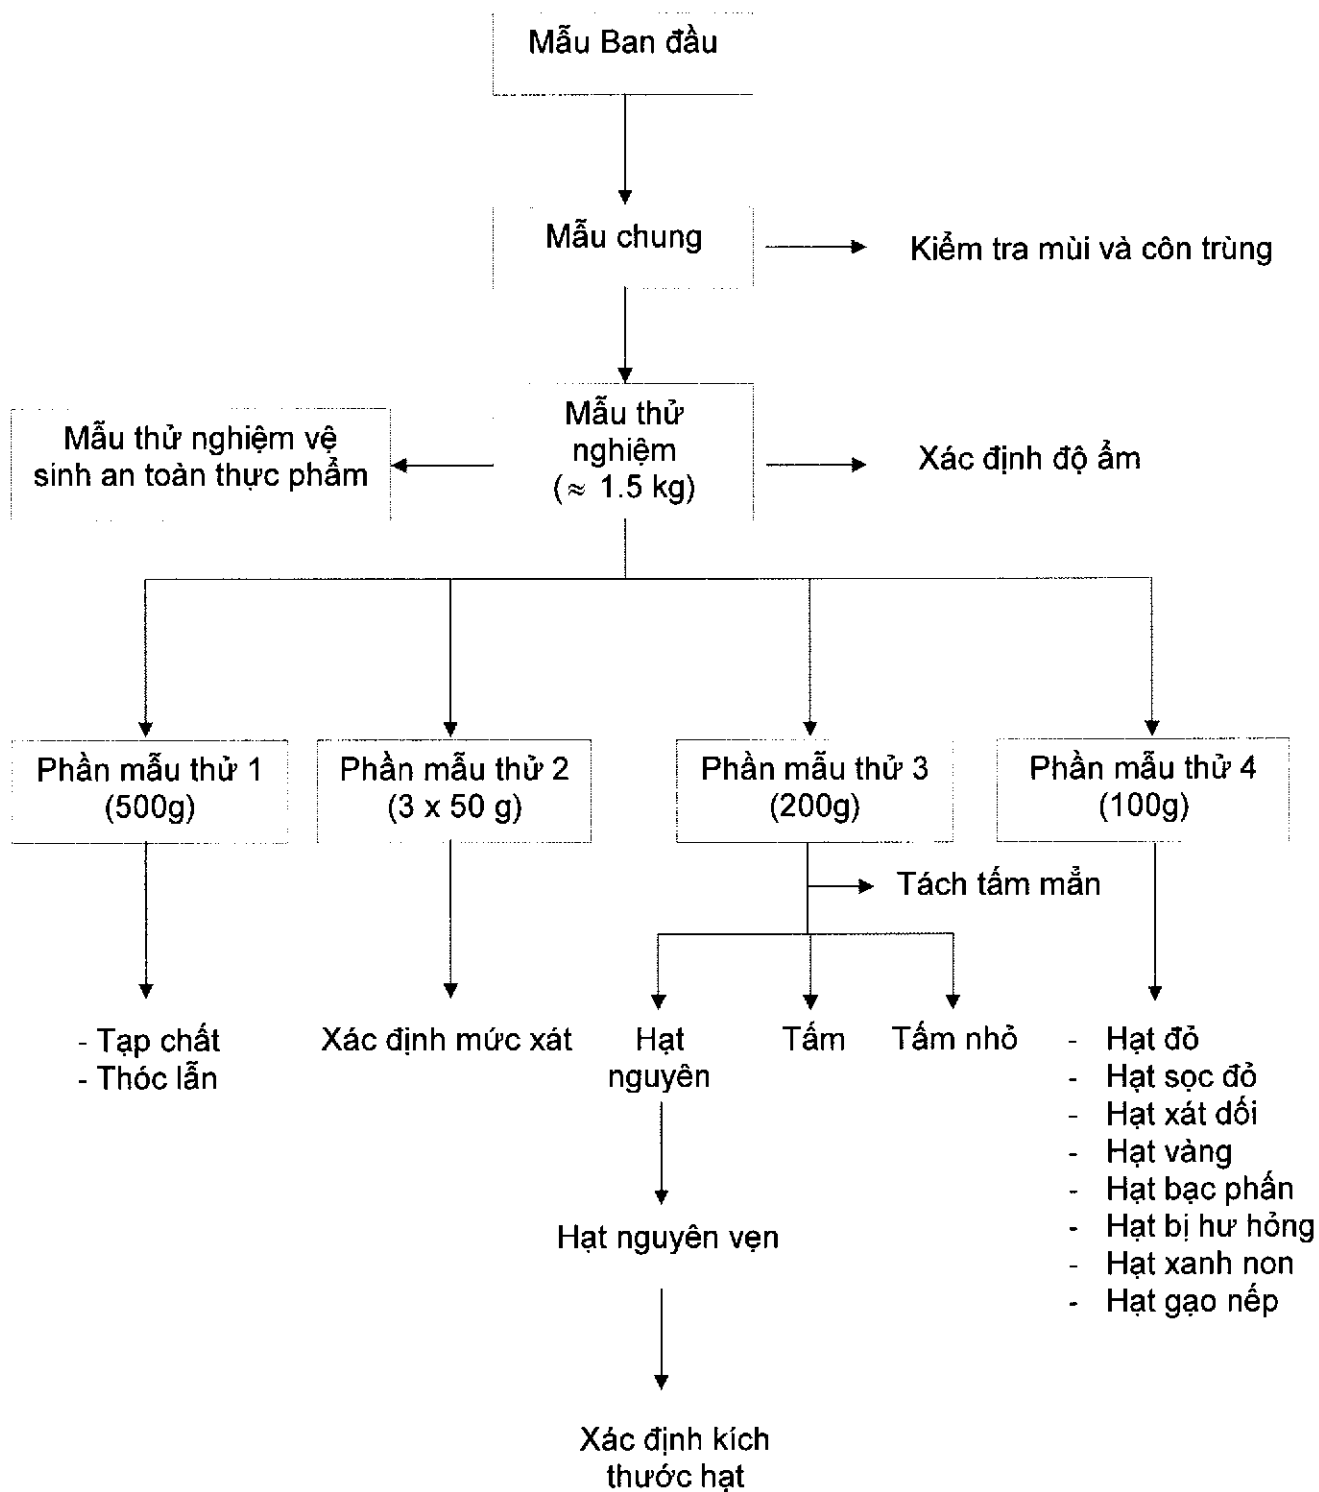 Mẫu Ban đầu
Mẫu chung
Kiểm tra mùi và côn trùng
Mẫu thử nghiệm vệ
sinh an toàn thực phẩm
Mẫu thử
nghiệm
(≈ 1.5 kg)
Xác định độ ẩm
Phần mẫu thử 1
(500g)
Phần mẫu thử 2
(3 x 50 g)
Phần mẫu thử 3
(200g)
Phần mẫu thử 4
(100g)
Tách tấm mẳn
- Tạp chất
- Thóc lẫn
Xác định mức xát
Hạt
nguyên
Tấm
Tấm nhỏ
- Hạt đỏ
- Hạt sọc đỏ
- Hạt xát dối
- Hạt vàng
- Hạt bạc phấn
- Hạt bị hư hỏng
- Hạt xanh non
- Hạt gạo nếp
Hạt nguyên vẹn
Xác định kích
thước hạt